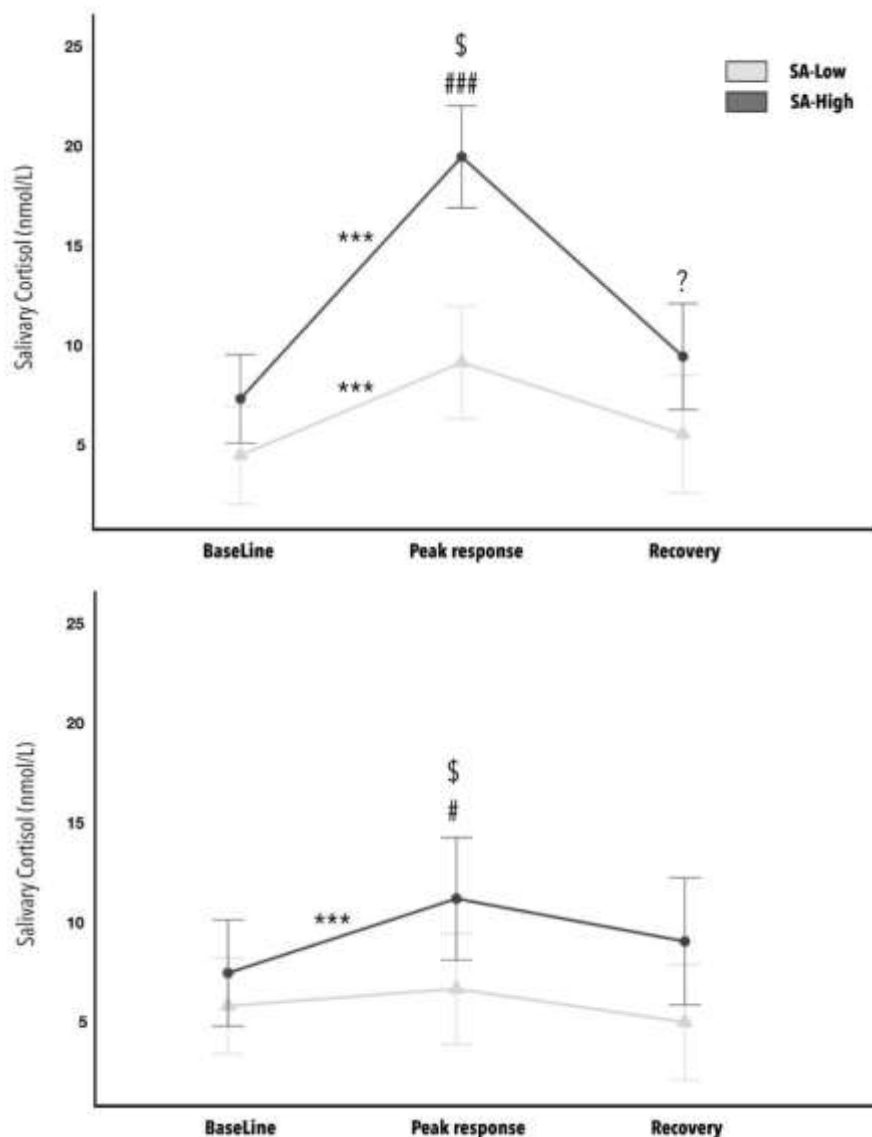 25
$
SA-Low
###
SA-High
20
Salivary Cortisol (nmol/L)
***
15
?
10
***
5
BaseLine
Peak response
Recovery
25
20
$
Salivary Cortisol (nmol/L)
#
15
***
10
5
BaseLine
Peak response
Recovery